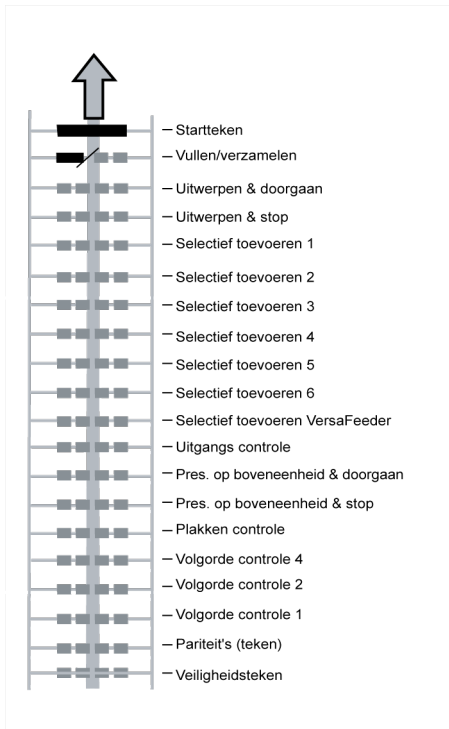 Startteken
Vullen/verzamelen
Uitwerpen & doorgaan
Uitwerpen & stop
Selectief toevoeren 1
Selectief toevoeren 2
Selectief toevoeren 3
Selectief toevoeren 4
Selectief toevoeren 5
Selectief toevoeren 6
Selectief toevoeren VersaFeeder
Uitgangs controle
Pres. op boveneenheid & doorgaan
Pres. op boveneenheid & stop
Plakken controle
Volgorde controle 4
Volgorde controle 2
Volgorde controle 1
Pariteit's (teken)
Veiligheidsteken